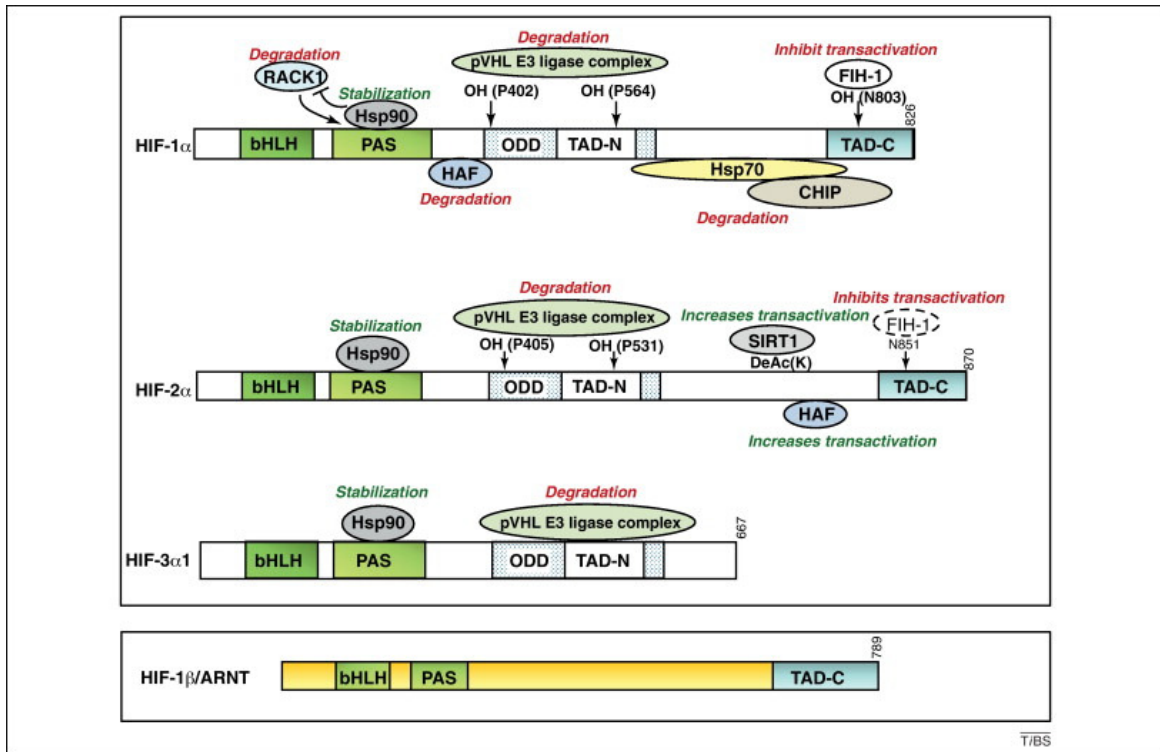 Degradation
RACK1
Stabilization
Hsp90
Degradation
pVHL E3 ligase complex
OH (P402)
OH (P564)
Inhibit transactivation
FIH-1
OH (N803)
826
HIF-1α
bHLH
PAS
ODD
TAD-N
TAD-C
HAF
Degradation
Hsp70
CHIP
Degradation
Stabilization
Hsp90
Degradation
pVHL E3 ligase complex
OH (P405)
OH (P531)
Increases transactivation
SIRT1
DeAc(K)
Inhibits transactivation
FIH-1
N851
870
HIF-2α
bHLH
PAS
ODD
TAD-N
TAD-C
HAF
Increases transactivation
Stabilization
Hsp90
Degradation
pVHL E3 ligase complex
667
HIF-3α1
bHLH
PAS
ODD
TAD-N
789
HIF-1β/ARNT
bHLH
PAS
TAD-C
T/BS